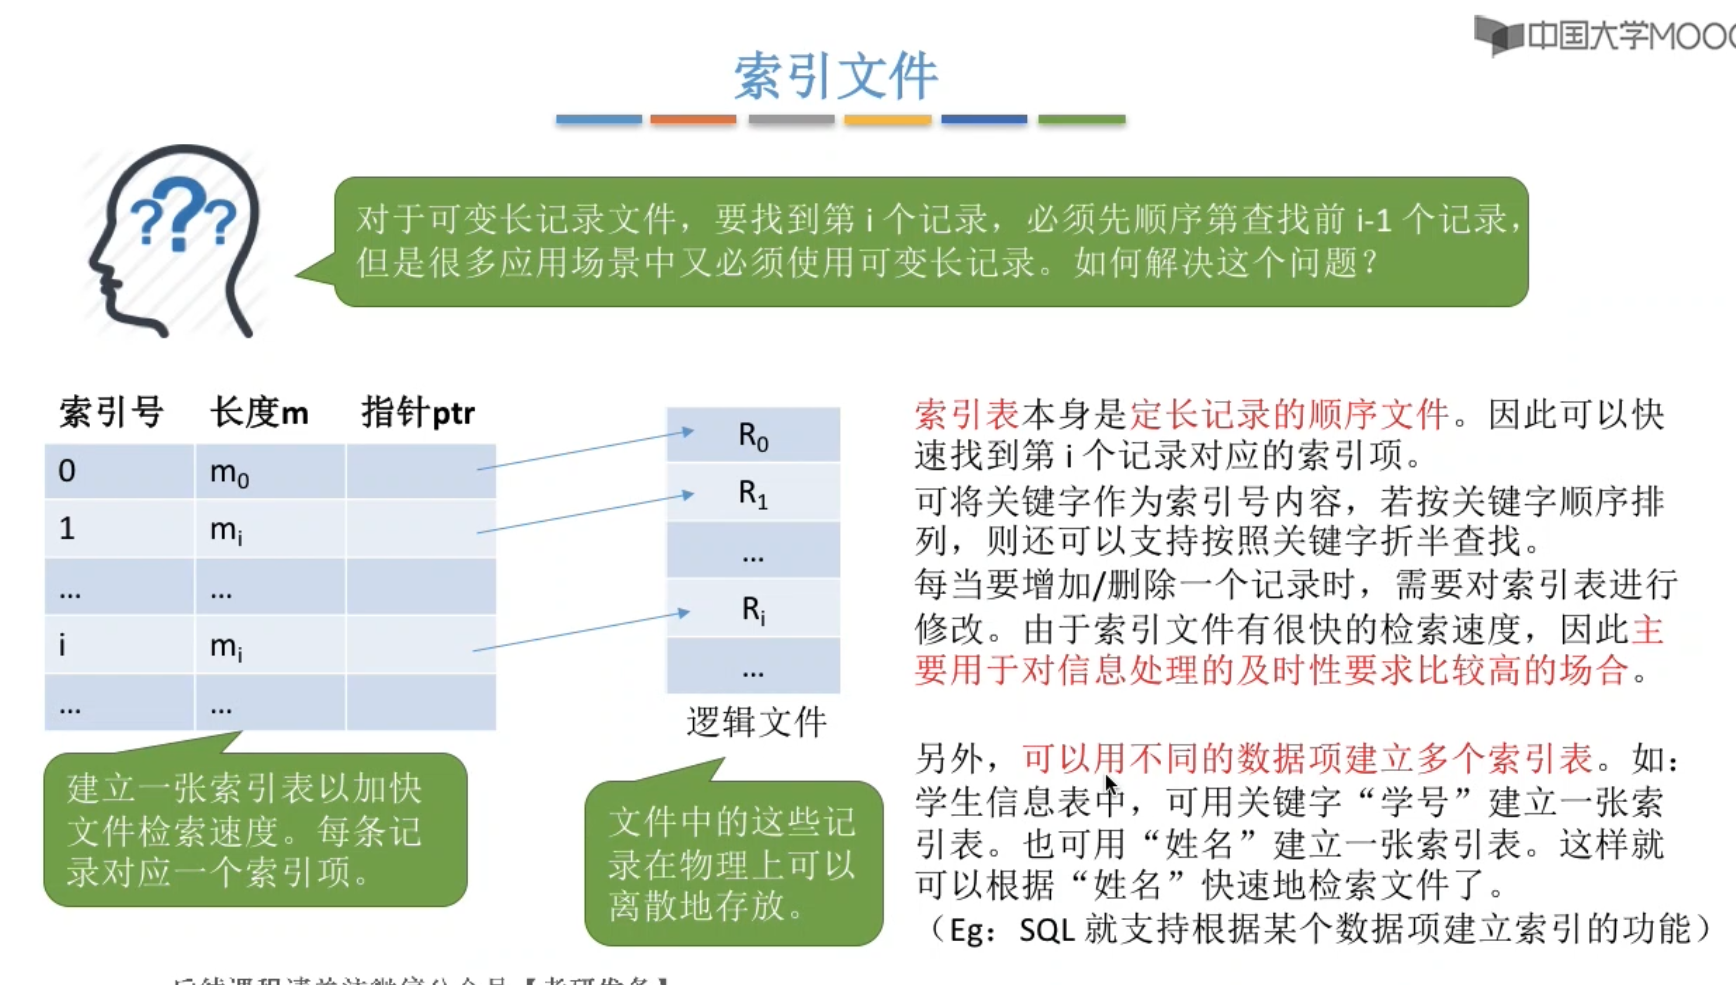 中国大学MOOC
索引文件
???
对于可变长记录文件，要找到第 i 个记录，必须先顺序第查找前 i-1 个记录，
但是很多应用场景中又必须使用可变长记录。如何解决这个问题？
索引号 长度m 指针ptr
0 m0
1 mi
... ...
i mi
... ...
R0
R1
...
Ri
...
逻辑文件
建立一张索引表以加快
文件检索速度。每条记
录对应一个索引项。
文件中的这些记
录在物理上可以
离散地存放。
索引表本身是定长记录的顺序文件。因此可以快
速找到第 i 个记录对应的索引项。
可将关键字作为索引号内容，若按关键字顺序排
列，则还可以支持按照关键字折半查找。
每当要增加/删除一个记录时，需要对索引表进行
修改。由于索引文件有很快的检索速度，因此主
要用于对信息处理的及时性要求比较高的场合。
另外，可以用不同的数据项建立多个索引表。如：
学生信息表中，可用关键字“学号”建立一张索
引表。也可用“姓名”建立一张索引表。这样就
可以根据“姓名”快速地检索文件了。
（Eg：SQL 就支持根据某个数据项建立索引的功能）